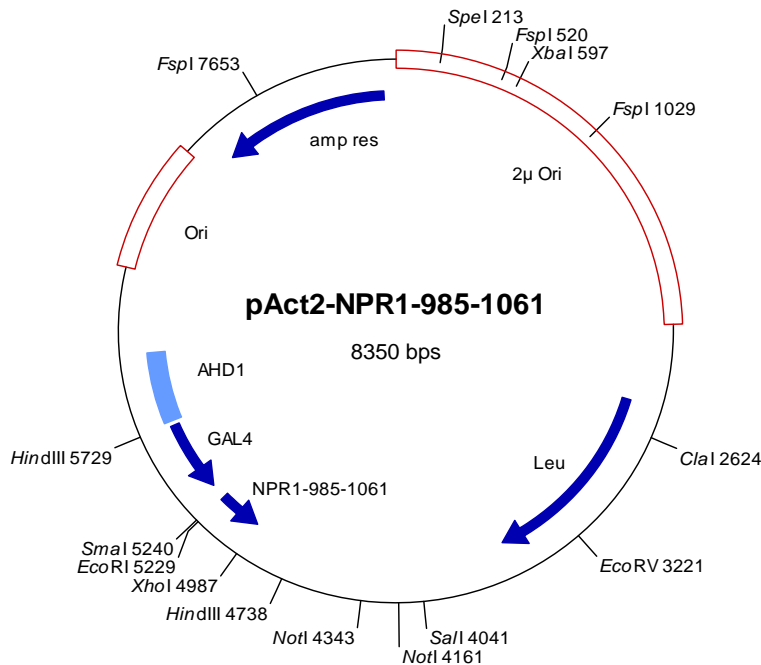 SpeI 213
FspI 520
XbaI 597
FspI 7653
FspI 1029
amp res
2µ Ori
Ori
pAct2-NPR1-985-1061
8350 bps
AHD1
GAL4
HindIII 5729
Leu
ClaI 2624
NPR1-985-1061
SmaI 5240
EcoRI 5229
XhoI 4987
EcoRV 3221
HindIII 4738
NotI 4343
SalI 4041
NotI 4161